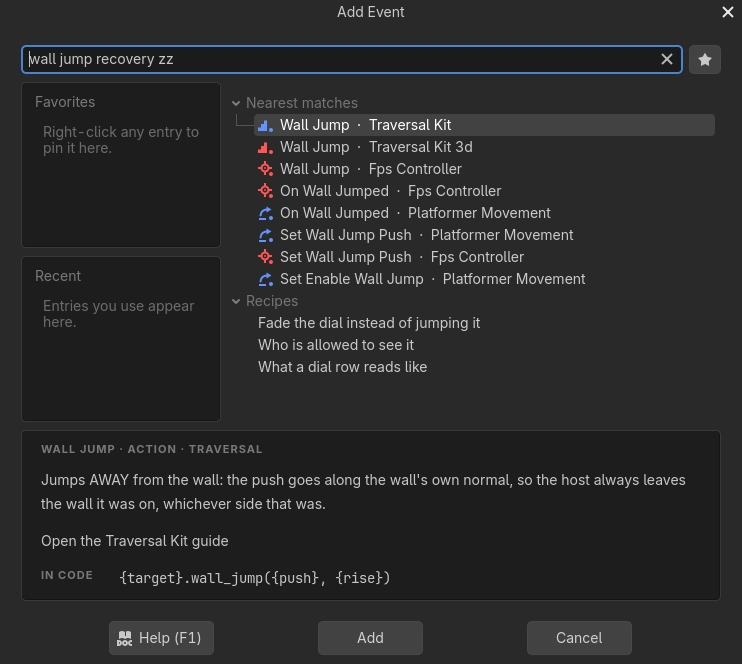 Add Event
wall jump recovery zz
Favorites
Right-click any entry to
pin it here.
Recent
Entries you use appear
here.
Nearest matches
Wall Jump · Traversal Kit
Wall Jump · Traversal Kit 3d
Wall Jump · Fps Controller
On Wall Jumped · Fps Controller
On Wall Jumped · Platformer Movement
Set Wall Jump Push · Platformer Movement
Set Wall Jump Push · Fps Controller
Set Enable Wall Jump · Platformer Movement
Recipes
Fade the dial instead of jumping it
Who is allowed to see it
What a dial row reads like
WALL JUMP · ACTION · TRAVERSAL
Jumps AWAY from the wall: the push goes along the wall's own normal, so the host always leaves
the wall it was on, whichever side that was.
Open the Traversal Kit guide
IN CODE {target}.wall_jump({push}, {rise})
DOC Help (F1) Add Cancel